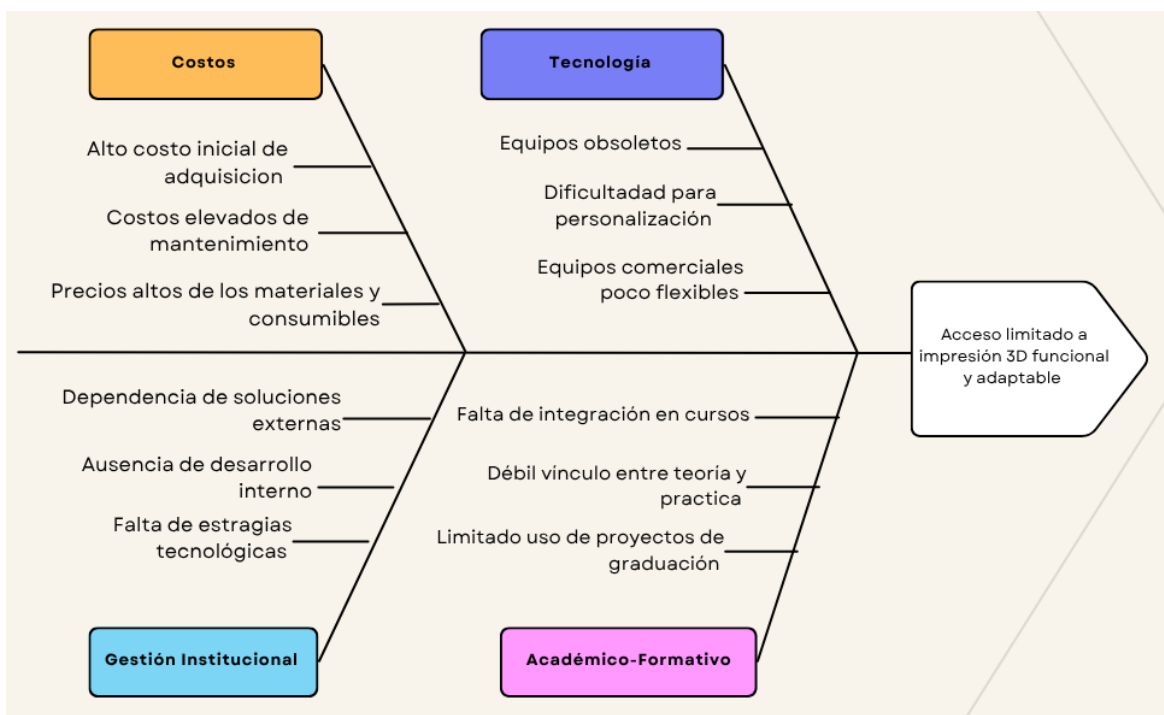 Costos
Alto costo inicial de
adquisicion
Costos elevados de
mantenimiento
Precios altos de los materiales y
consumibles
Tecnología
Equipos obsoletos
Dificultadad para
personalización
Equipos comerciales
poco flexibles
Acceso limitado a
impresión 3D funcional
y adaptable
Dependencia de soluciones
externas
Ausencia de desarrollo
interno
Falta de estragias
tecnológicas
Gestión Institucional
Falta de integración en cursos
Débil vínculo entre teoría y
practica
Limitado uso de proyectos de
graduación
Académico-Formativo